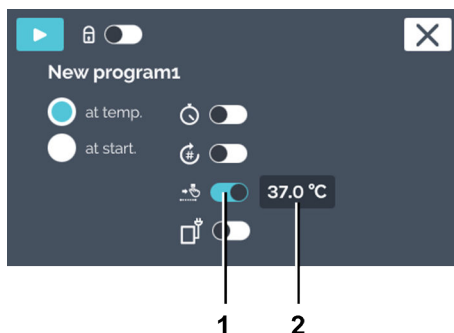 New program1
at temp.
at start.
#
37.0 °C
1 2